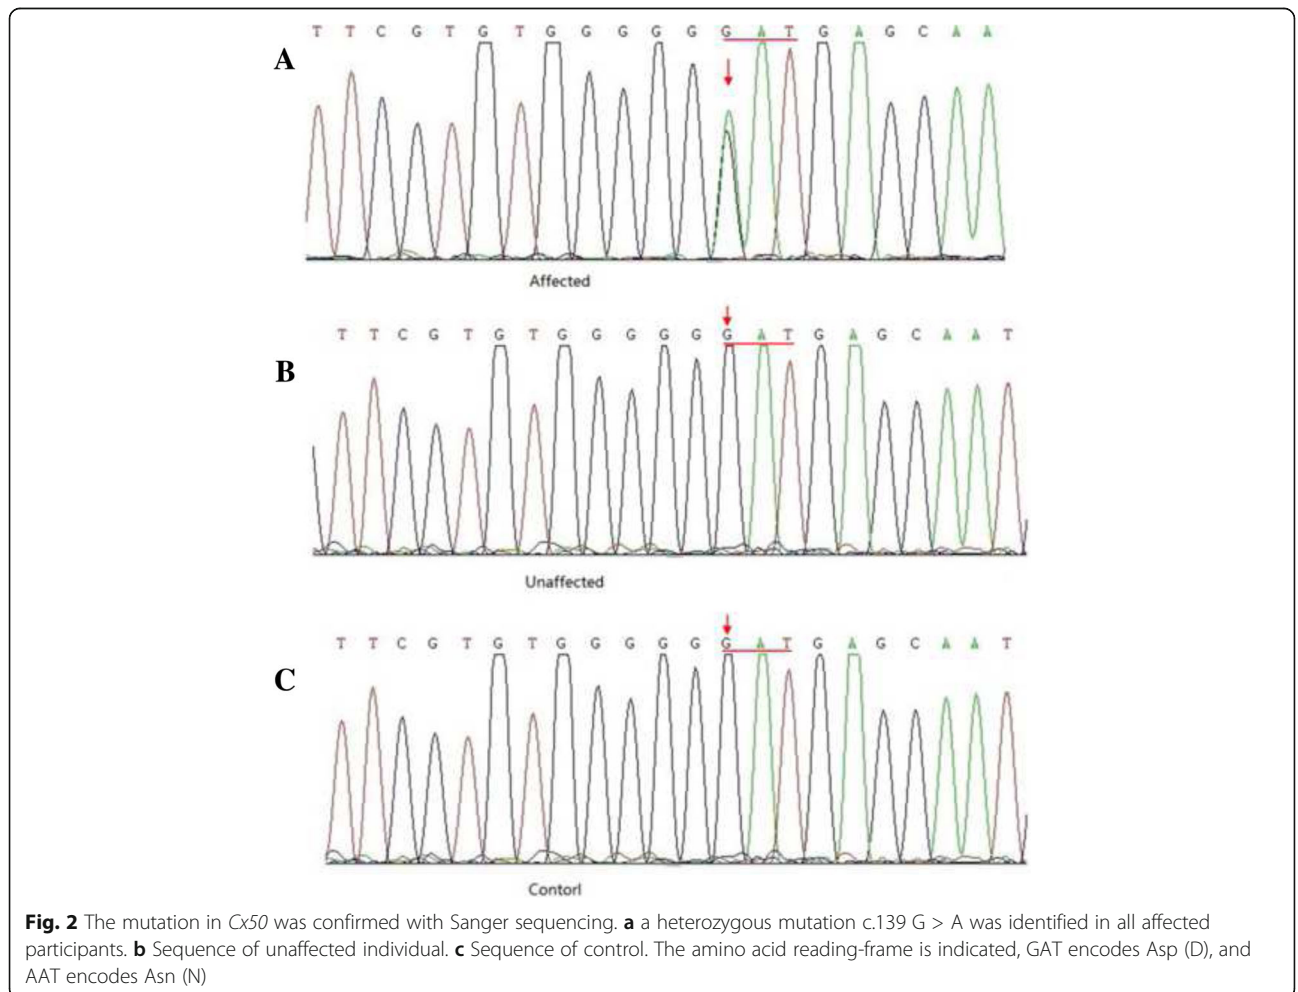 T T C G T G T G G G G G G A T G A G C A A
A
Affected
T T C G T G T G G G G G G A T G A G C A A T
B
Unaffected
T T C G T G T G G G G G G A T G A G C A A T
C
Contorl
Fig. 2 The mutation in Cx50 was confirmed with Sanger sequencing. a a heterozygous mutation c.139 G > A was identified in all affected
participants. b Sequence of unaffected individual. c Sequence of control. The amino acid reading-frame is indicated, GAT encodes Asp (D), and
AAT encodes Asn (N)